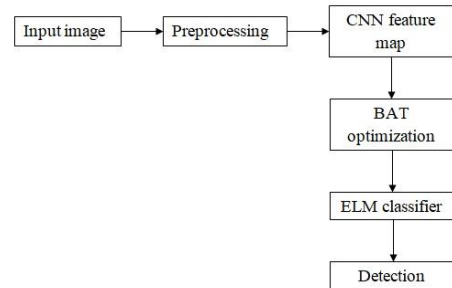 Input image
Preprocessing
CNN feature
map
BAT
optimization
ELM classifier
Detection